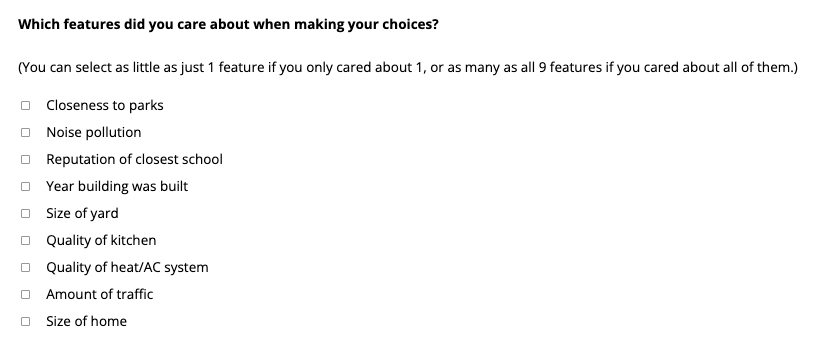 Which features did you care about when making your choices?
(You can select as little as just 1 feature if you only cared about 1, or as many as all 9 features if you cared about all of them.)
Closeness to parks
Noise pollution
Reputation of closest school
Year building was built
Size of yard
Quality of kitchen
Quality of heat/AC system
Amount of traffic
Size of home